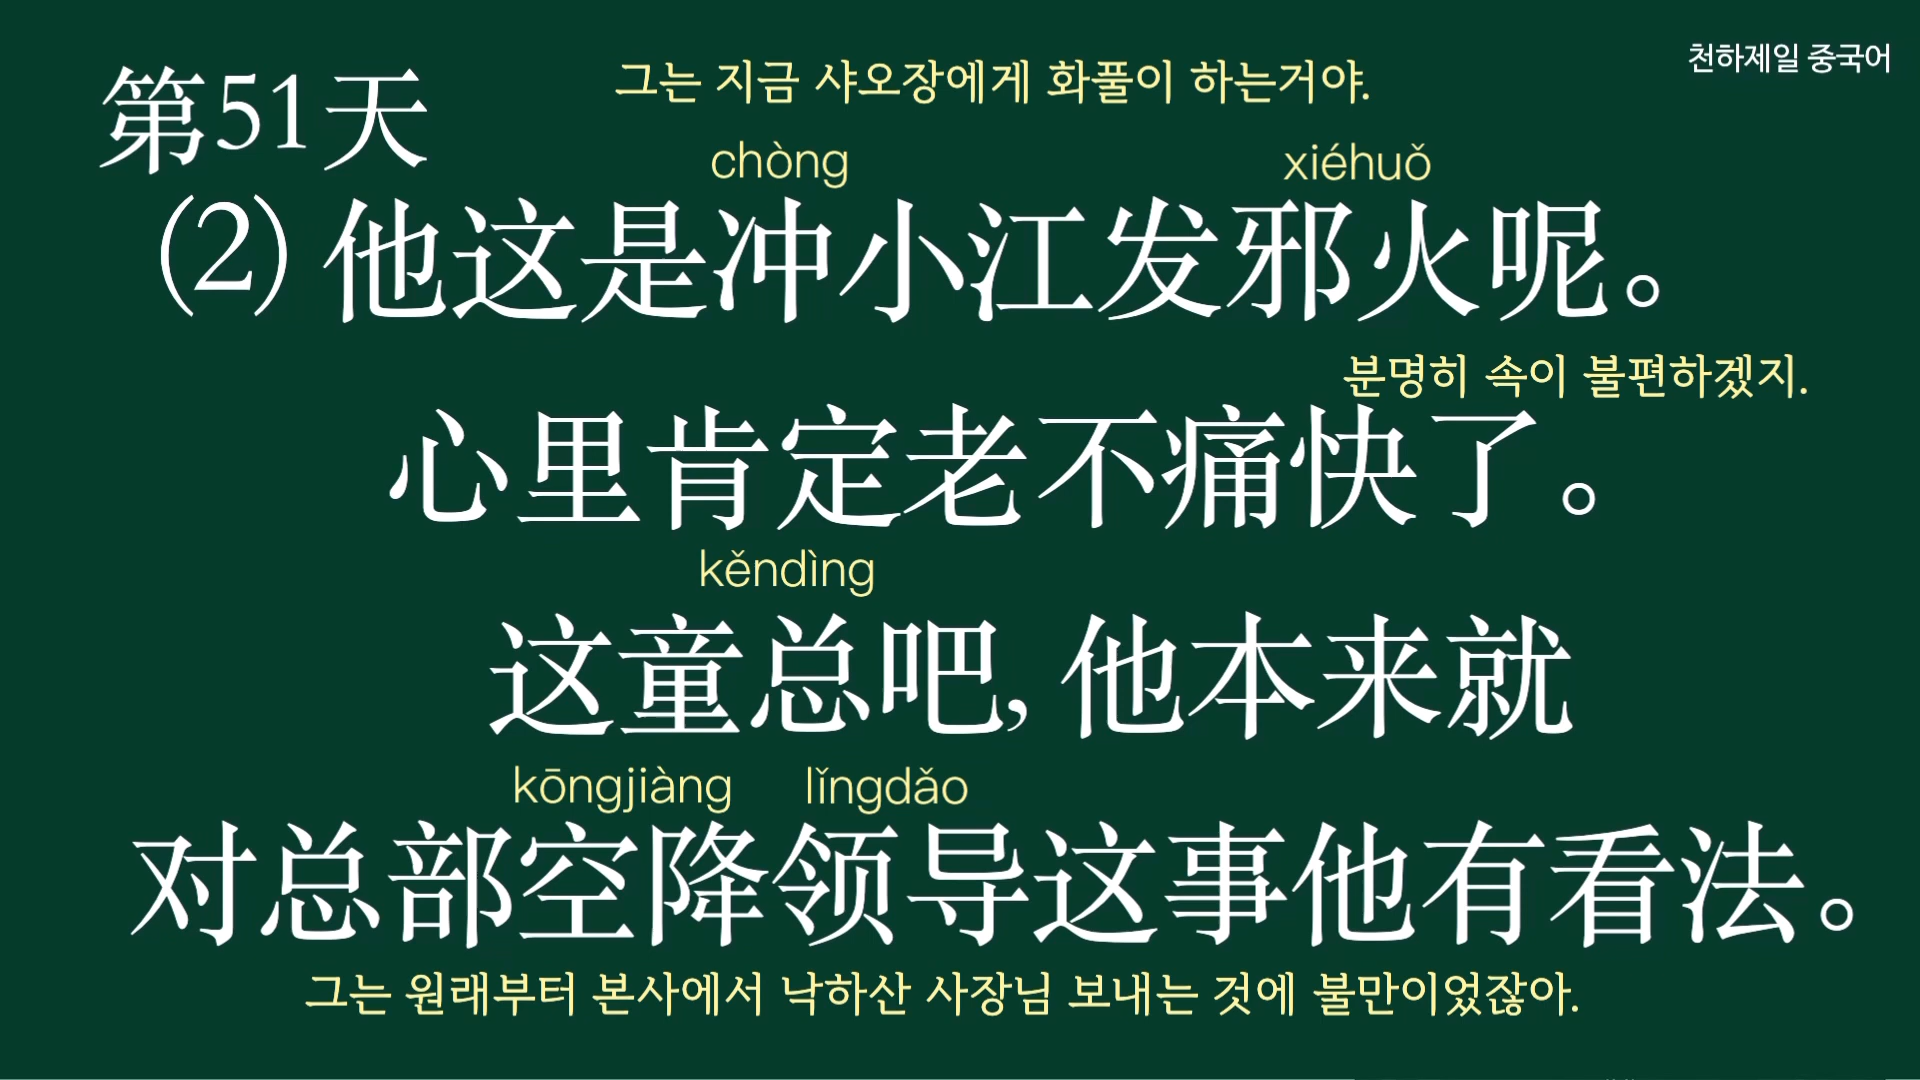 천하제일 중국어
第51天
그는 지금 샤오장에게 화풀이 하는거야.
chòng xiéhuǒ
(2) 他这是冲小江发邪火呢。
분명히 속이 불편하겠지.
心里肯定老不痛快了。
kěndìng
这童总吧, 他本来就
kōngjiàng lǐngdǎo
对总部空降领导这事他有看法。
그는 원래부터 본사에서 낙하산 사장님 보내는 것에 불만이었잖아.